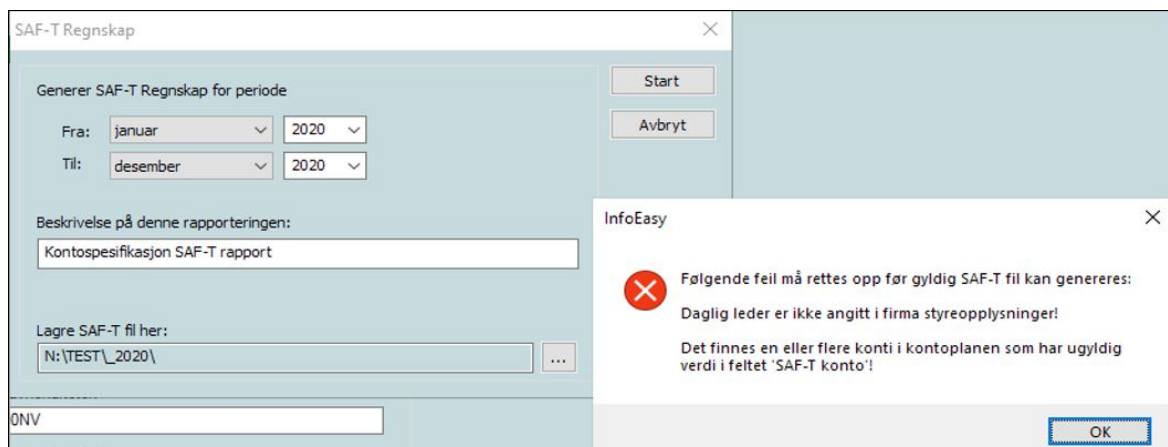 SAF-T Regnskap
Generer SAF-T Regnskap for periode
Start
Fra: januar 2020
Avbryt
Til: desember 2020
Beskrivelse på denne rapporteringen:
Kontospesifikasjon SAF-T rapport
Lagre SAF-T fil her:
N:\TEST\_2020\
...
0NV
InfoEasy
Følgende feil må rettes opp før gyldig SAF-T fil kan genereres:
Daglig leder er ikke angitt i firma styreopplysninger!
Det finnes en eller flere konti i kontoplanen som har ugyldig
verdi i feltet 'SAF-T konto'!
OK